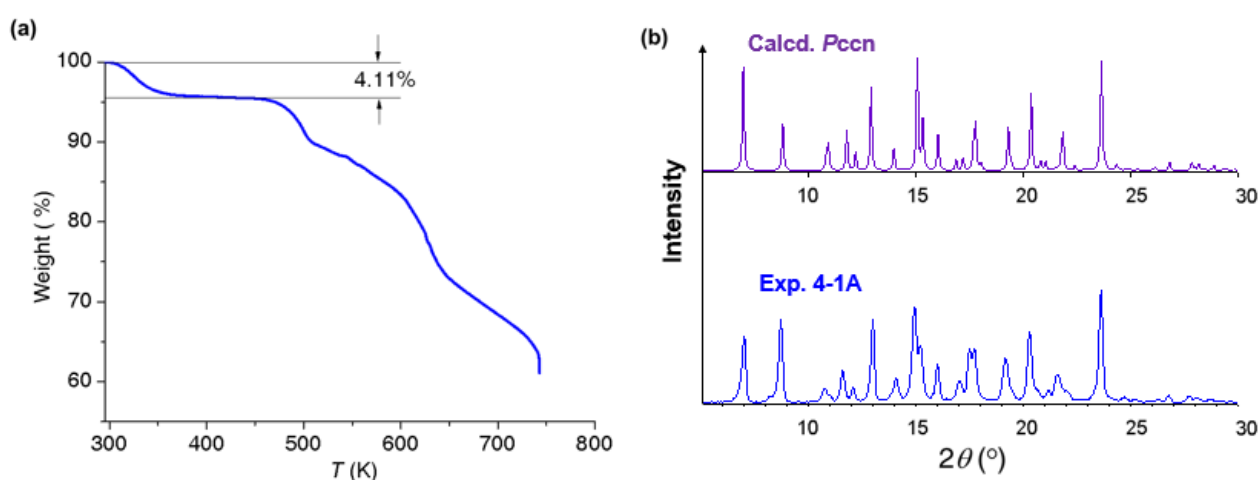 (a)
100
90
80
70
60
Weight ( %)
4.11%
300 400 500 600 700 800
T (K)
(b)
Calcd. Pccn
10 15 20 25 30
Intensity
Exp. 4-1A
10 15 20 25 30
2θ (°)